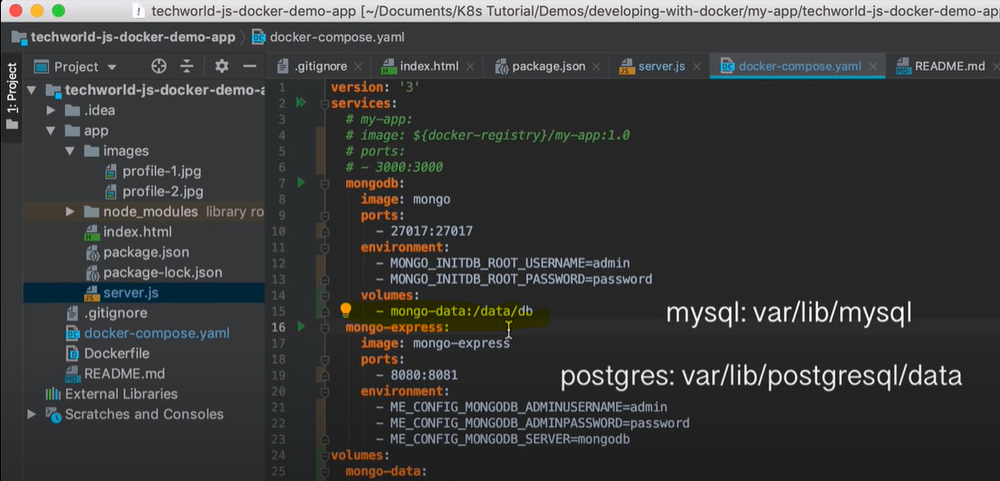 techworld-js-docker-demo-app [~/Documents/K8s Tutorial/Demos/developing-with-docker/my-app/techworld-js-docker-demo-app
techworld-js-docker-demo-app docker-compose.yaml
1: Project
Project
.gitignore
index.html
package.json
server.js
docker-compose.yaml
README.md
techworld-js-docker-demo-a
.idea
app
images
profile-1.jpg
profile-2.jpg
node_modules library ro
index.html
package.json
package-lock.json
server.js
.gitignore
docker-compose.yaml
Dockerfile
README.md
External Libraries
Scratches and Consoles
1 version: '3'
2 services:
3 # my-app:
4 # image: ${docker-registry}/my-app:1.0
5 # ports:
6 # - 3000:3000
7 mongodb:
8 image: mongo
9 ports:
10 - 27017:27017
11 environment:
12 - MONGO_INITDB_ROOT_USERNAME=admin
13 - MONGO_INITDB_ROOT_PASSWORD=password
14 volumes:
15 - mongo-data:/data/db
16 mongo-express:
17 image: mongo-express
18 ports:
19 - 8080:8081
20 environment:
21 - ME_CONFIG_MONGODB_ADMINUSERNAME=admin
22 - ME_CONFIG_MONGODB_ADMINPASSWORD=password
23 - ME_CONFIG_MONGODB_SERVER=mongodb
24 volumes:
25 mongo-data:
mysql: var/lib/mysql
postgres: var/lib/postgresql/data